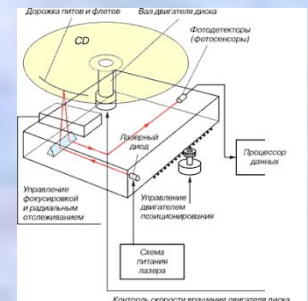 Дорожка питов и флетов
Вал двигателя диска
Фотодетекторы
(фотосенсоры)
CD
Лазерный
диод
Процессор
данных
Управление
фокусировкой
и радиальным
отслеживанием
Управление
двигателем
позиционирования
Схема
питания
лазера
Контроль скорости вращения двигателя диска